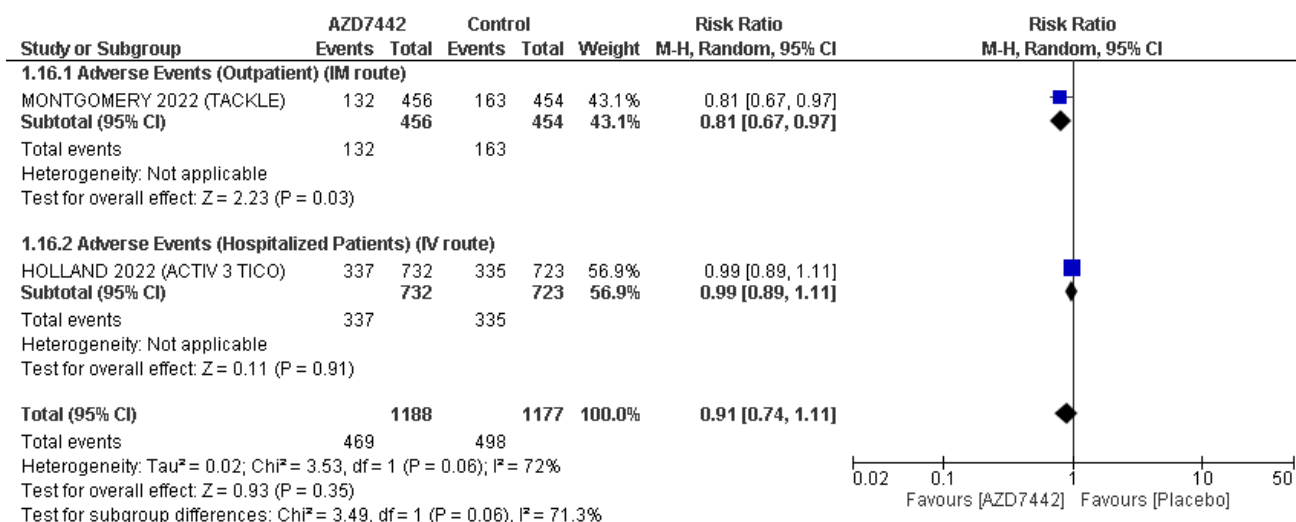 AZD7442 Control Risk Ratio Risk Ratio
Study or Subgroup Events Total Events Total Weight M-H, Random, 95% CI M-H, Random, 95% CI
1.16.1 Adverse Events (Outpatient) (IM route)
MONTGOMERY 2022 (TACKLE) 132 456 163 454 43.1% 0.81 [0.67, 0.97]
Subtotal (95% CI) 456 454 43.1% 0.81 [0.67, 0.97]
Total events 132 163
Heterogeneity: Not applicable
Test for overall effect: Z = 2.23 (P = 0.03)
1.16.2 Adverse Events (Hospitalized Patients) (IV route)
HOLLAND 2022 (ACTIV 3 TICO) 337 732 335 723 56.9% 0.99 [0.89, 1.11]
Subtotal (95% CI) 732 723 56.9% 0.99 [0.89, 1.11]
Total events 337 335
Heterogeneity: Not applicable
Test for overall effect: Z = 0.11 (P = 0.91)
Total (95% CI) 1188 1177 100.0% 0.91 [0.74, 1.11]
Total events 469 498
Heterogeneity: Tau² = 0.02; Chi² = 3.53, df = 1 (P = 0.06); I² = 72%
Test for overall effect: Z = 0.93 (P = 0.35)
Test for subgroup differences: Chi² = 3.49, df = 1 (P = 0.06), I² = 71.3%
0.02 0.1 1 10 50
Favours [AZD7442] Favours [Placebo]